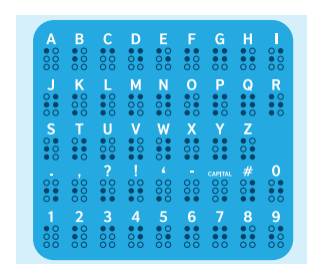 A B C D E F G H I
J K L M N O P Q R
S T U V W X Y Z
. , ? ! ‘ - CAPITAL # 0
1 2 3 4 5 6 7 8 9